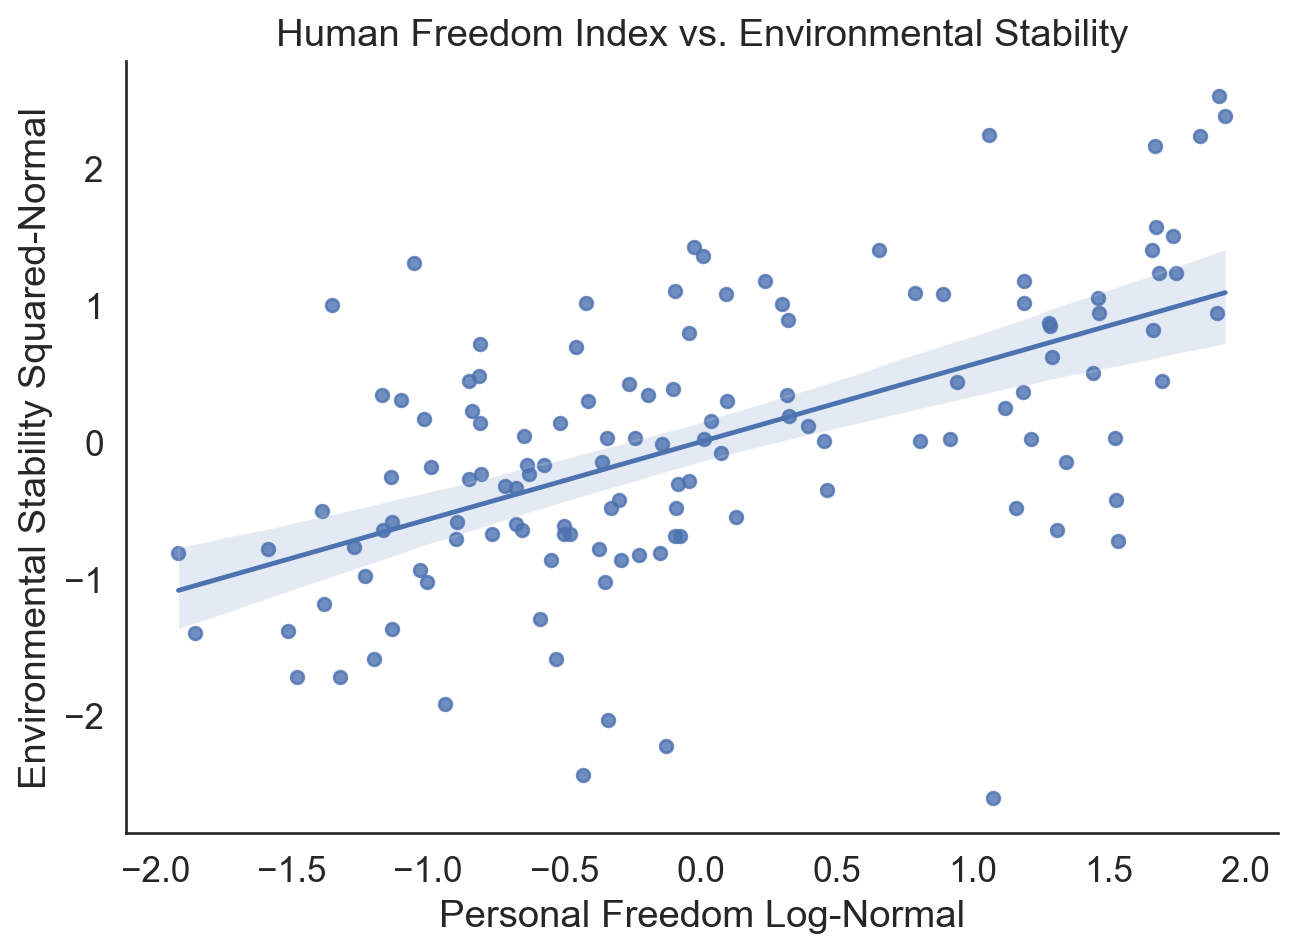 Human Freedom Index vs. Environmental Stability
Environmental Stability Squared-Normal
2
1
0
−1
−2
−2.0 −1.5 −1.0 −0.5 0.0 0.5 1.0 1.5 2.0
Personal Freedom Log-Normal